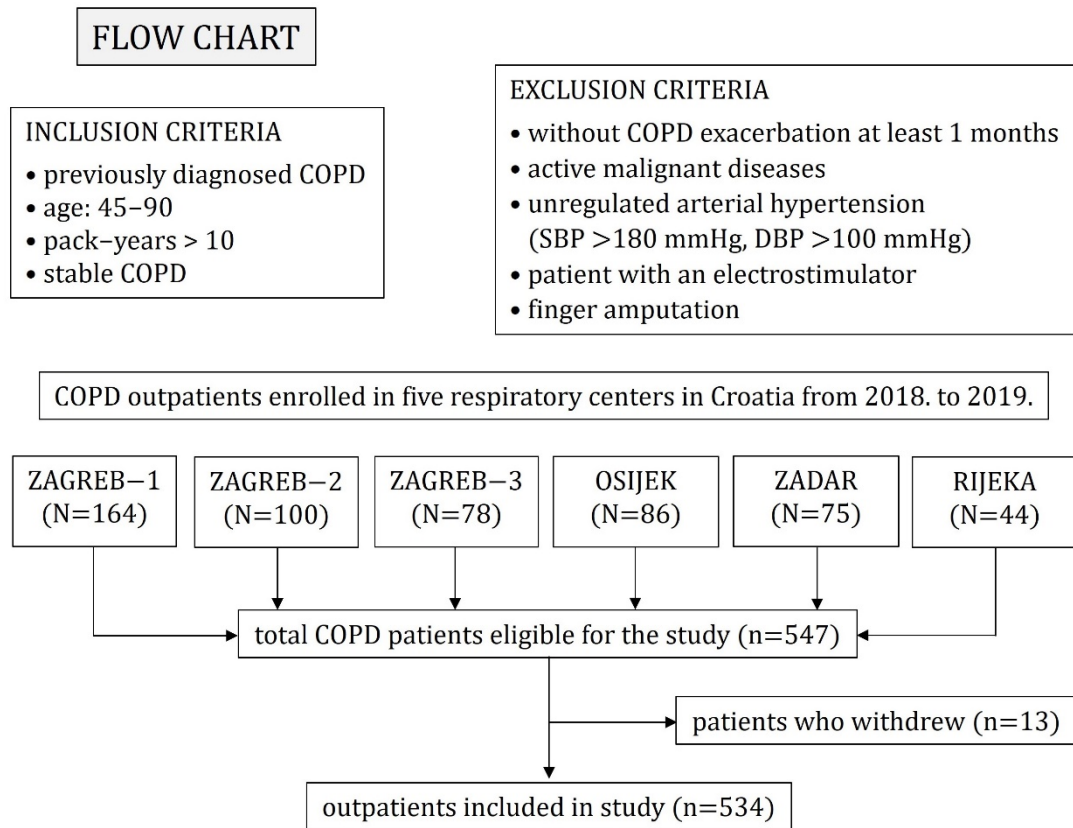 FLOW CHART
INCLUSION CRITERIA
• previously diagnosed COPD
• age: 45–90
• pack–years > 10
• stable COPD
EXCLUSION CRITERIA
• without COPD exacerbation at least 1 months
• active malignant diseases
• unregulated arterial hypertension
(SBP >180 mmHg, DBP >100 mmHg)
• patient with an electrostimulator
• finger amputation
COPD outpatients enrolled in five respiratory centers in Croatia from 2018. to 2019.
ZAGREB–1
(N=164)
ZAGREB–2
(N=100)
ZAGREB–3
(N=78)
OSIJEK
(N=86)
ZADAR
(N=75)
RIJEKA
(N=44)
total COPD patients eligible for the study (n=547)
patients who withdrew (n=13)
outpatients included in study (n=534)